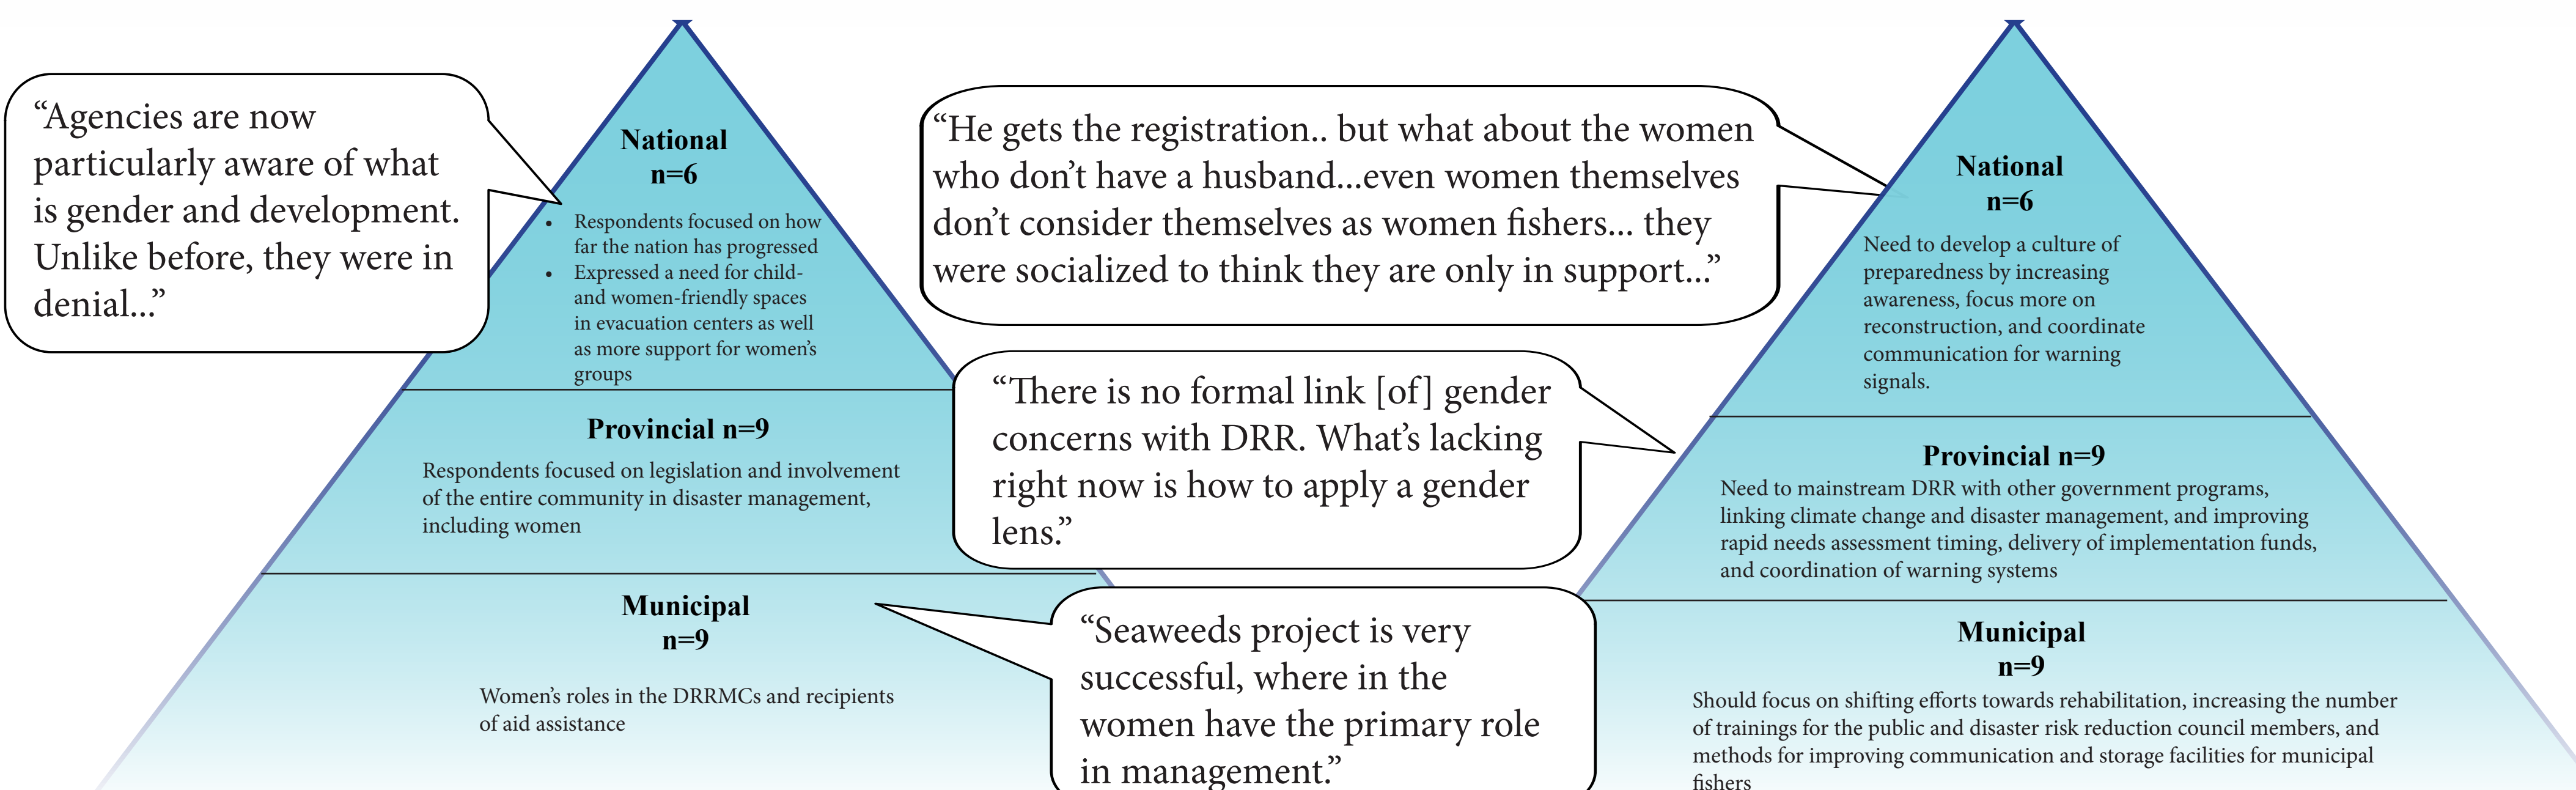 “Agencies are now
particularly aware of what
is gender and development.
Unlike before, they were in
denial...”
National
n=6
• Respondents focused on how
far the nation has progressed
• Expressed a need for child-
and women-friendly spaces
in evacuation centers as well
as more support for women’s
groups
Provincial n=9
Respondents focused on legislation and involvement
of the entire community in disaster management,
including women
Municipal
n=9
Women’s roles in the DRRMCs and recipients
of aid assistance
“Seaweeds project is very
successful, where in the
women have the primary role
in management.”
“He gets the registration.. but what about the women
who don’t have a husband...even women themselves
don’t consider themselves as women fishers... they
were socialized to think they are only in support...”
“There is no formal link [of] gender
concerns with DRR. What’s lacking
right now is how to apply a gender
lens.”
National
n=6
Need to develop a culture of
preparedness by increasing
awareness, focus more on
reconstruction, and coordinate
communication for warning
signals.
Provincial n=9
Need to mainstream DRR with other government programs,
linking climate change and disaster management, and improving
rapid needs assessment timing, delivery of implementation funds,
and coordination of warning systems
Municipal
n=9
Should focus on shifting efforts towards rehabilitation, increasing the number
of trainings for the public and disaster risk reduction council members, and
methods for improving communication and storage facilities for municipal
fishers